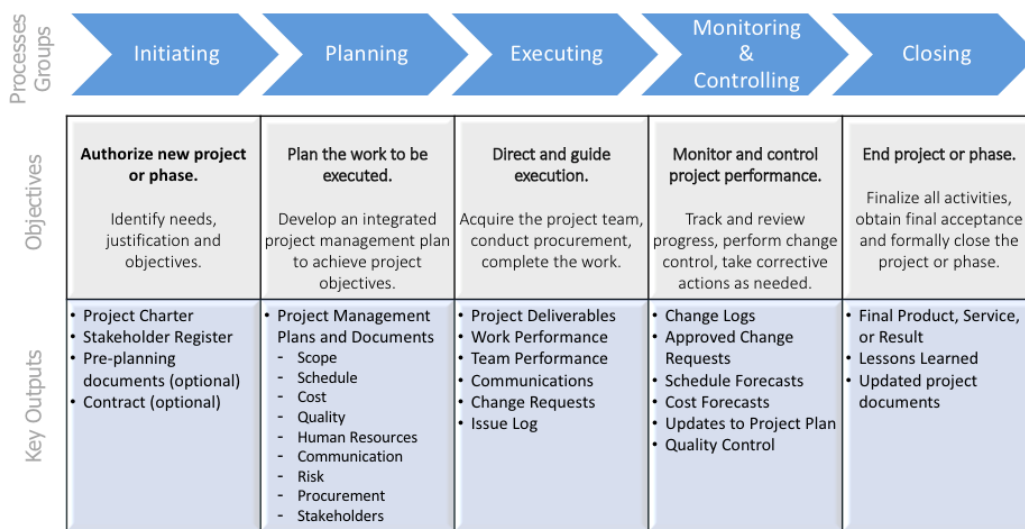 Processes
Groups
Initiating
Planning
Executing
Monitoring
&
Controlling
Closing
Objectives
Authorize new project
or phase.
Identify needs,
justification and
objectives.
Plan the work to be
executed.
Develop an integrated
project management plan
to achieve project
objectives.
Direct and guide
execution.
Acquire the project team,
conduct procurement,
complete the work.
Monitor and control
project performance.
Track and review
progress, perform change
control, take corrective
actions as needed.
End project or phase.
Finalize all activities,
obtain final acceptance
and formally close the
project or phase.
Key Outputs
• Project Charter
• Stakeholder Register
• Pre-planning
documents (optional)
• Contract (optional)
• Project Management
Plans and Documents
- Scope
- Schedule
- Cost
- Quality
- Human Resources
- Communication
- Risk
- Procurement
- Stakeholders
• Project Deliverables
• Work Performance
• Team Performance
• Communications
• Change Requests
• Issue Log
• Change Logs
• Approved Change
Requests
• Schedule Forecasts
• Cost Forecasts
• Updates to Project Plan
• Quality Control
• Final Product, Service,
or Result
• Lessons Learned
• Updated project
documents